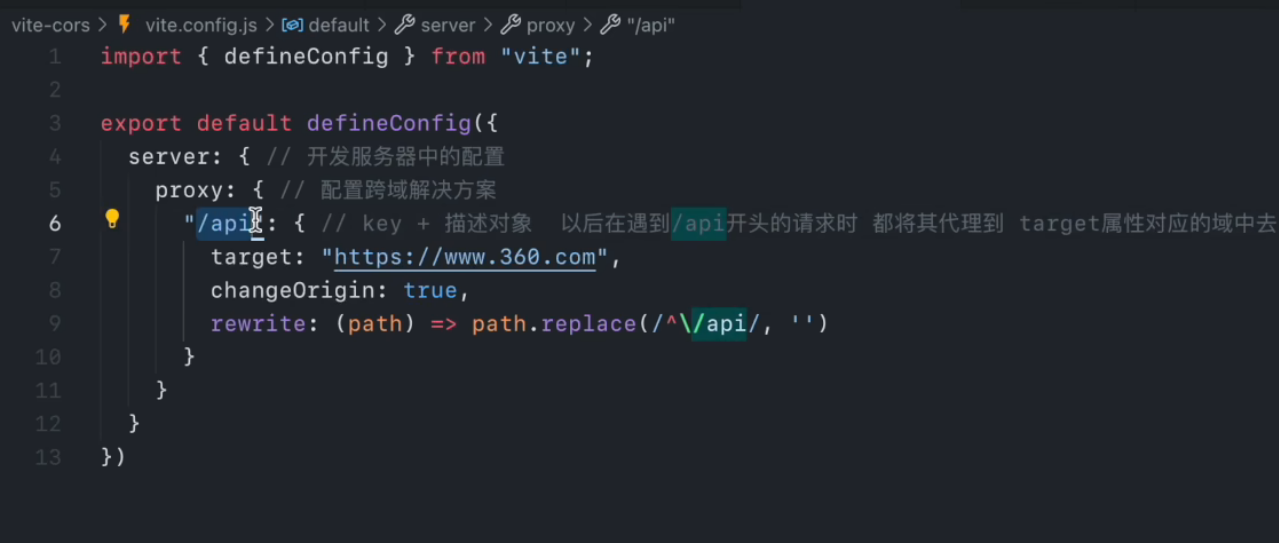 vite-cors > vite.config.js > default > server > proxy > "/api"
1 import { defineConfig } from "vite";
2
3 export default defineConfig({
4 server: { // 开发服务器中的配置
5 proxy: { // 配置跨域解决方案
6 "/api": { // key + 描述对象 以后在遇到/api开头的请求时 都将其代理到 target属性对应的域中去
7 target: "https://www.360.com",
8 changeOrigin: true,
9 rewrite: (path) => path.replace(/^\/api/, '')
10 }
11 }
12 }
13 })